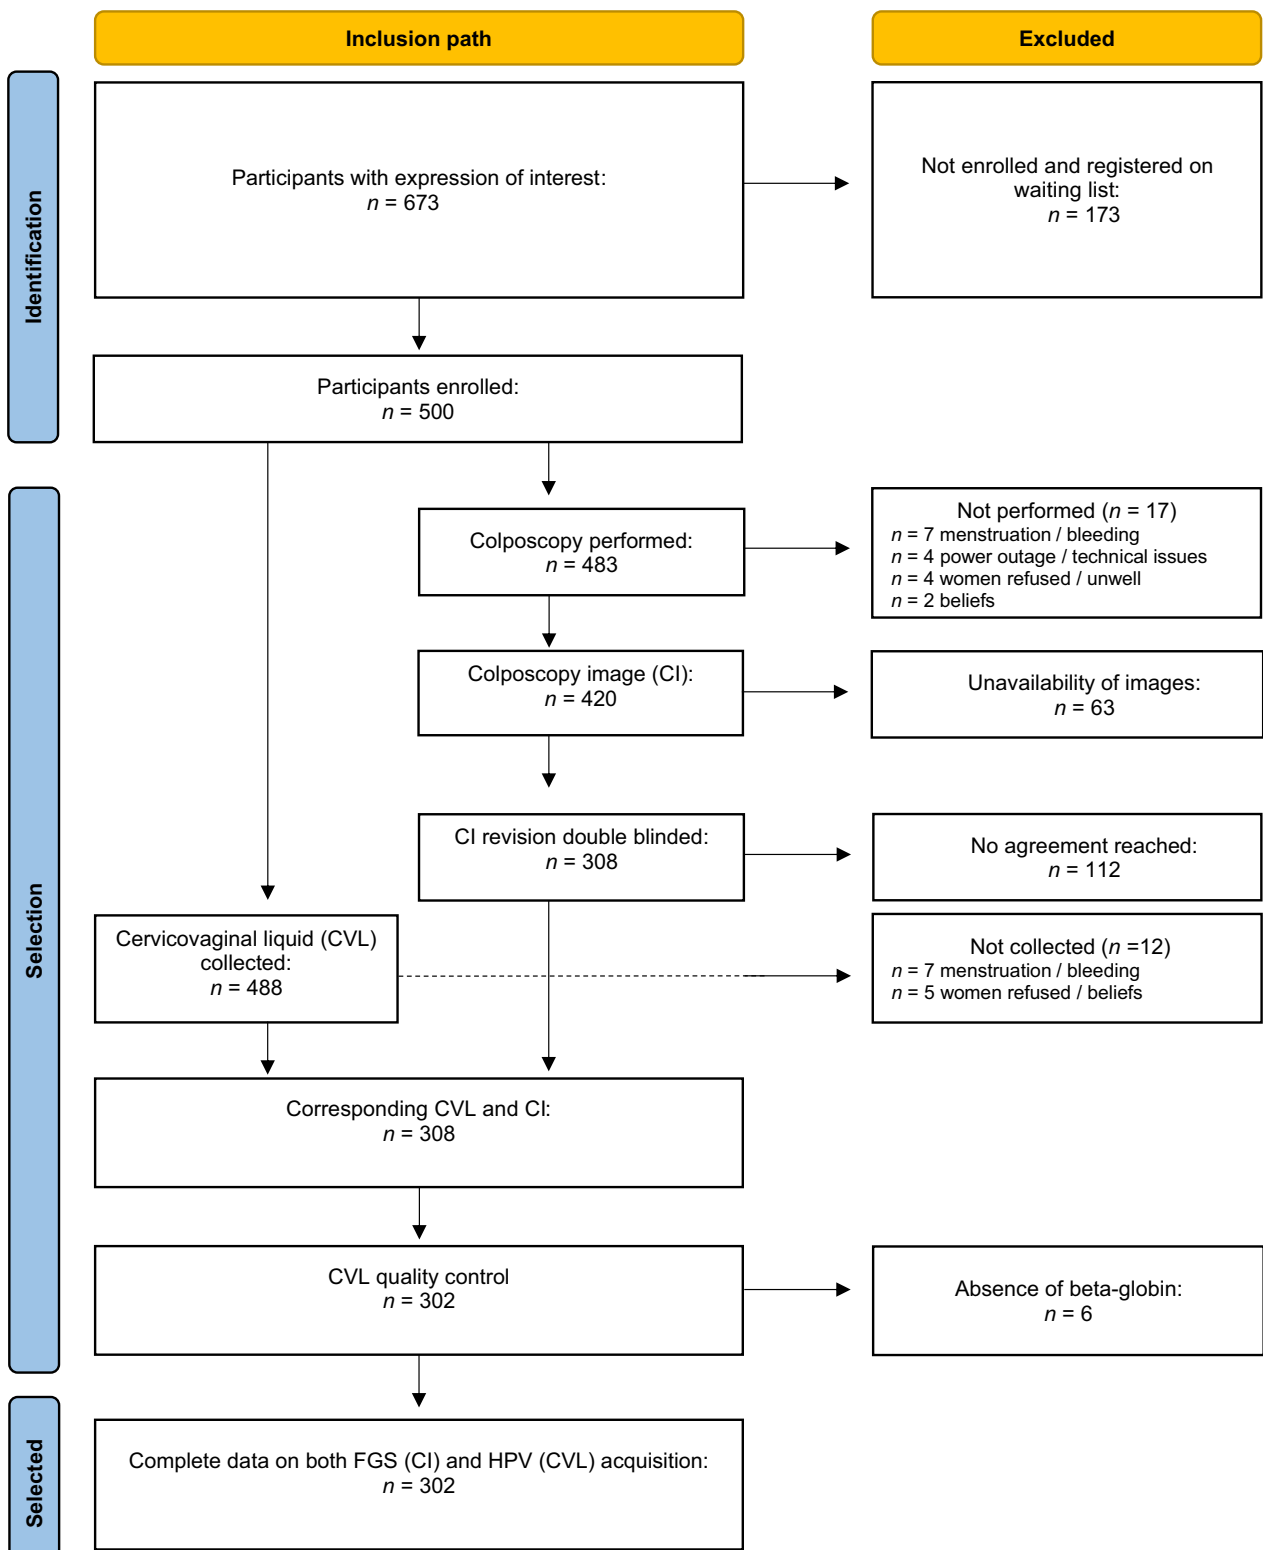 Inclusion path
Excluded
Identification
Participants with expression of interest:
n = 673
Not enrolled and registered on
waiting list:
n = 173
Participants enrolled:
n = 500
Selection
Colposcopy performed:
n = 483
Not performed (n = 17)
n = 7 menstruation / bleeding
n = 4 power outage / technical issues
n = 4 women refused / unwell
n = 2 beliefs
Colposcopy image (CI):
n = 420
Unavailability of images:
n = 63
CI revision double blinded:
n = 308
No agreement reached:
n = 112
Cervicovaginal liquid (CVL)
collected:
n = 488
Not collected (n =12)
n = 7 menstruation / bleeding
n = 5 women refused / beliefs
Corresponding CVL and CI:
n = 308
CVL quality control
n = 302
Absence of beta-globin:
n = 6
Selected
Complete data on both FGS (CI) and HPV (CVL) acquisition:
n = 302